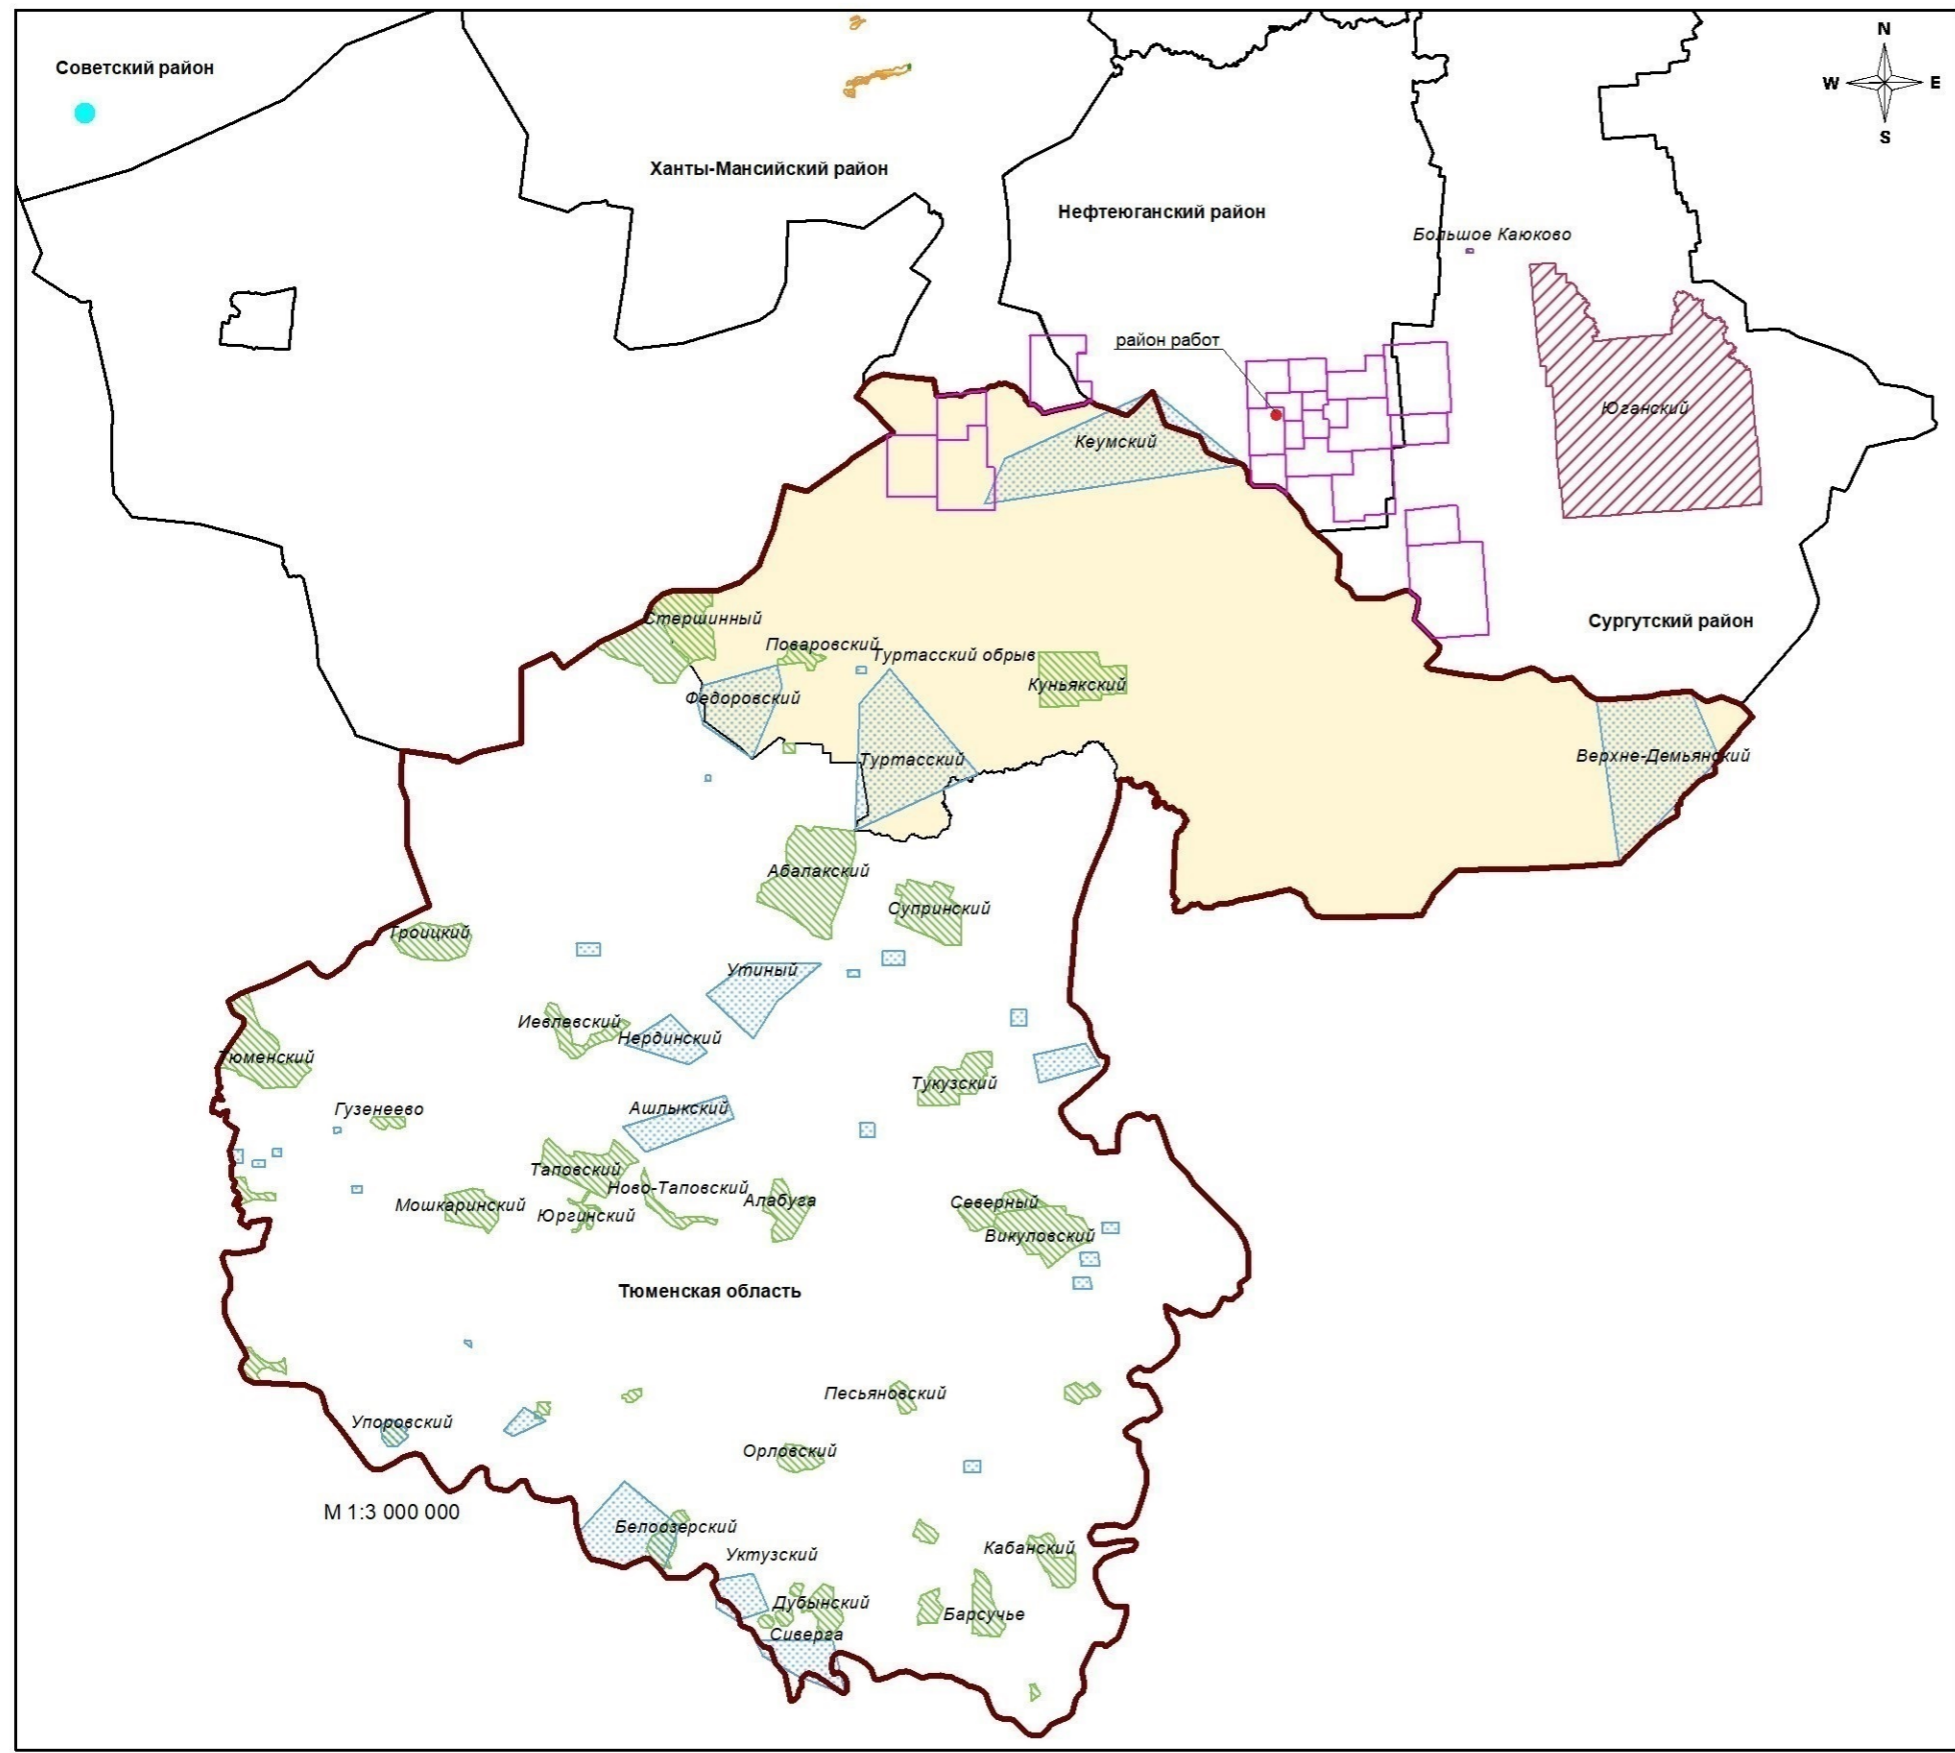 N
Советский район
W
E
S
Ханты-Мансийский район
Нефтеюганский район
Большое Каюково
район работ
Юганский
Кеумский
Стершинный
Сургутский район
Поваровский
Туртасский обрыв
Куньякский
Федоровский
Туртасский
Верхне-Демьянский
Абалакский
Супринский
Троицкий
Утиный
Иевлевский
Нердинский
Тюменский
Тукузский
Гузенеево
Ашлыкский
Таповский
Ново-Таповский
Алабуга
Мошкаринский
Юргинский
Северный
Викуловский
Тюменская область
Песьяновский
Упоровский
Орловский
М 1:3 000 000
Белоозерский
Кабанский
Уктузский
Дубынский
Барсучье
Сиверга